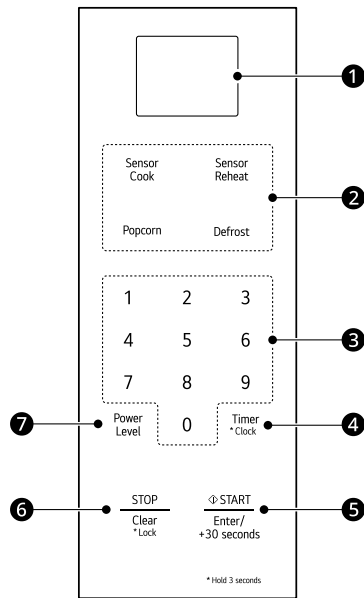 1
Sensor Cook
Sensor Reheat
2
Popcorn
Defrost
1 2 3
4 5 6
3
7 8 9
7
Power Level
0
Timer
* Clock
4
6
STOP
Clear
* Lock
START
Enter/
+30 seconds
5
* Hold 3 seconds